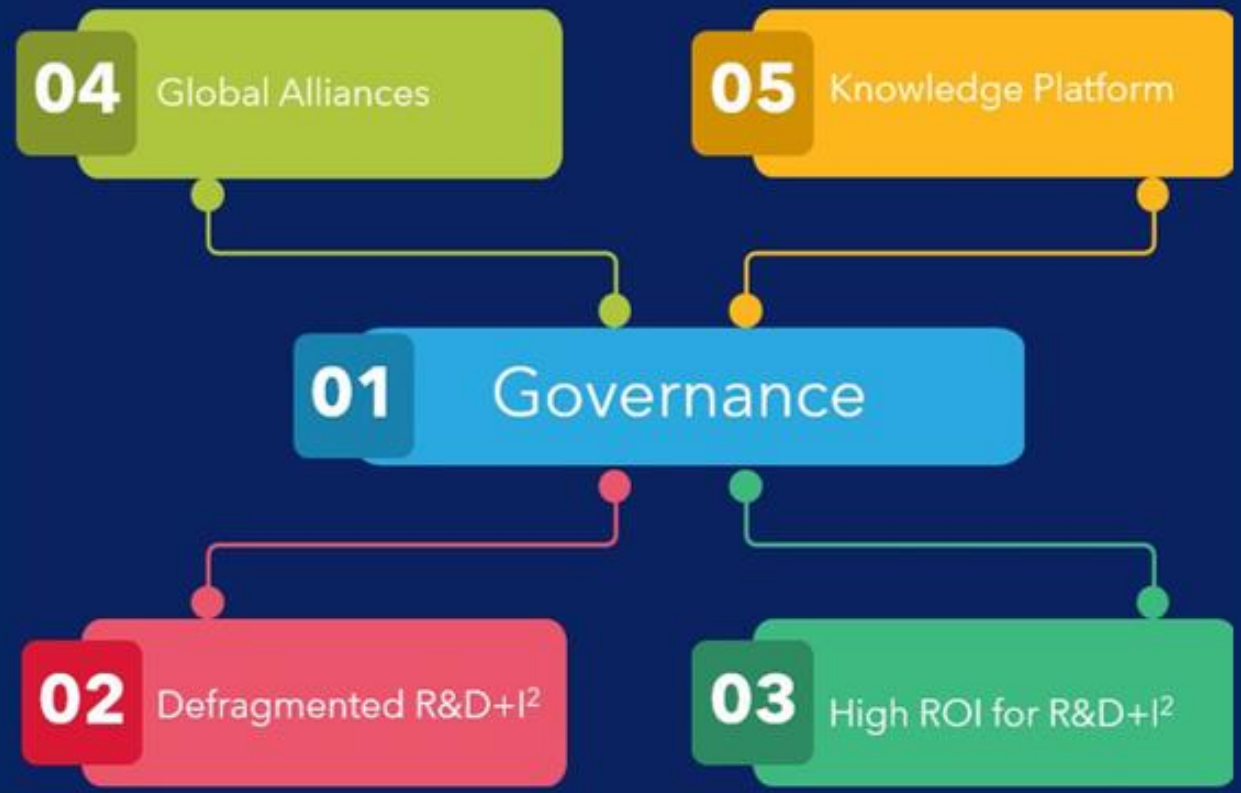 04 Global Alliances
05 Knowledge Platform
01 Governance
02 Defragmented R&D+I²
03 High ROI for R&D+I²